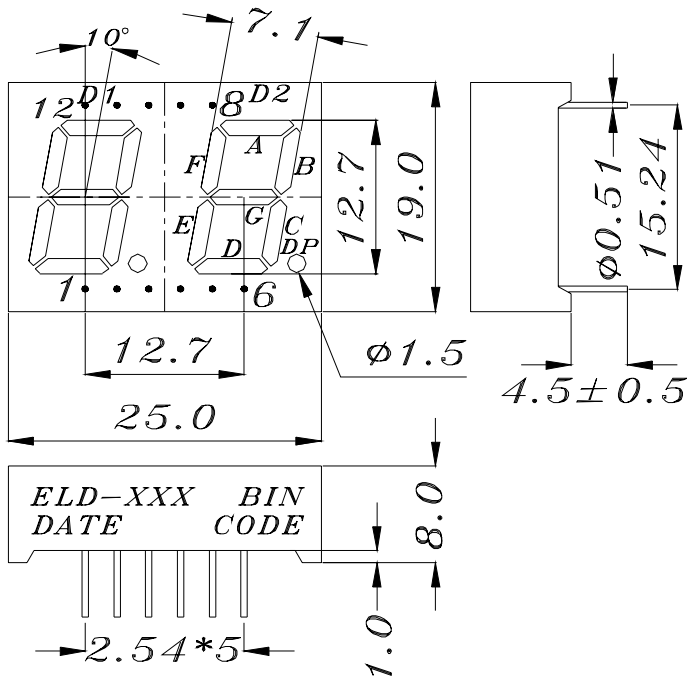 10°
7.1
12 D1 8 D2
A
F B
G
E C
D DP
1 6
12.7
19.0
ø0.51
15.24
12.7
ø1.5
4.5±0.5
25.0
ELD-XXX BIN
DATE CODE
8.0
1.0
2.54*5